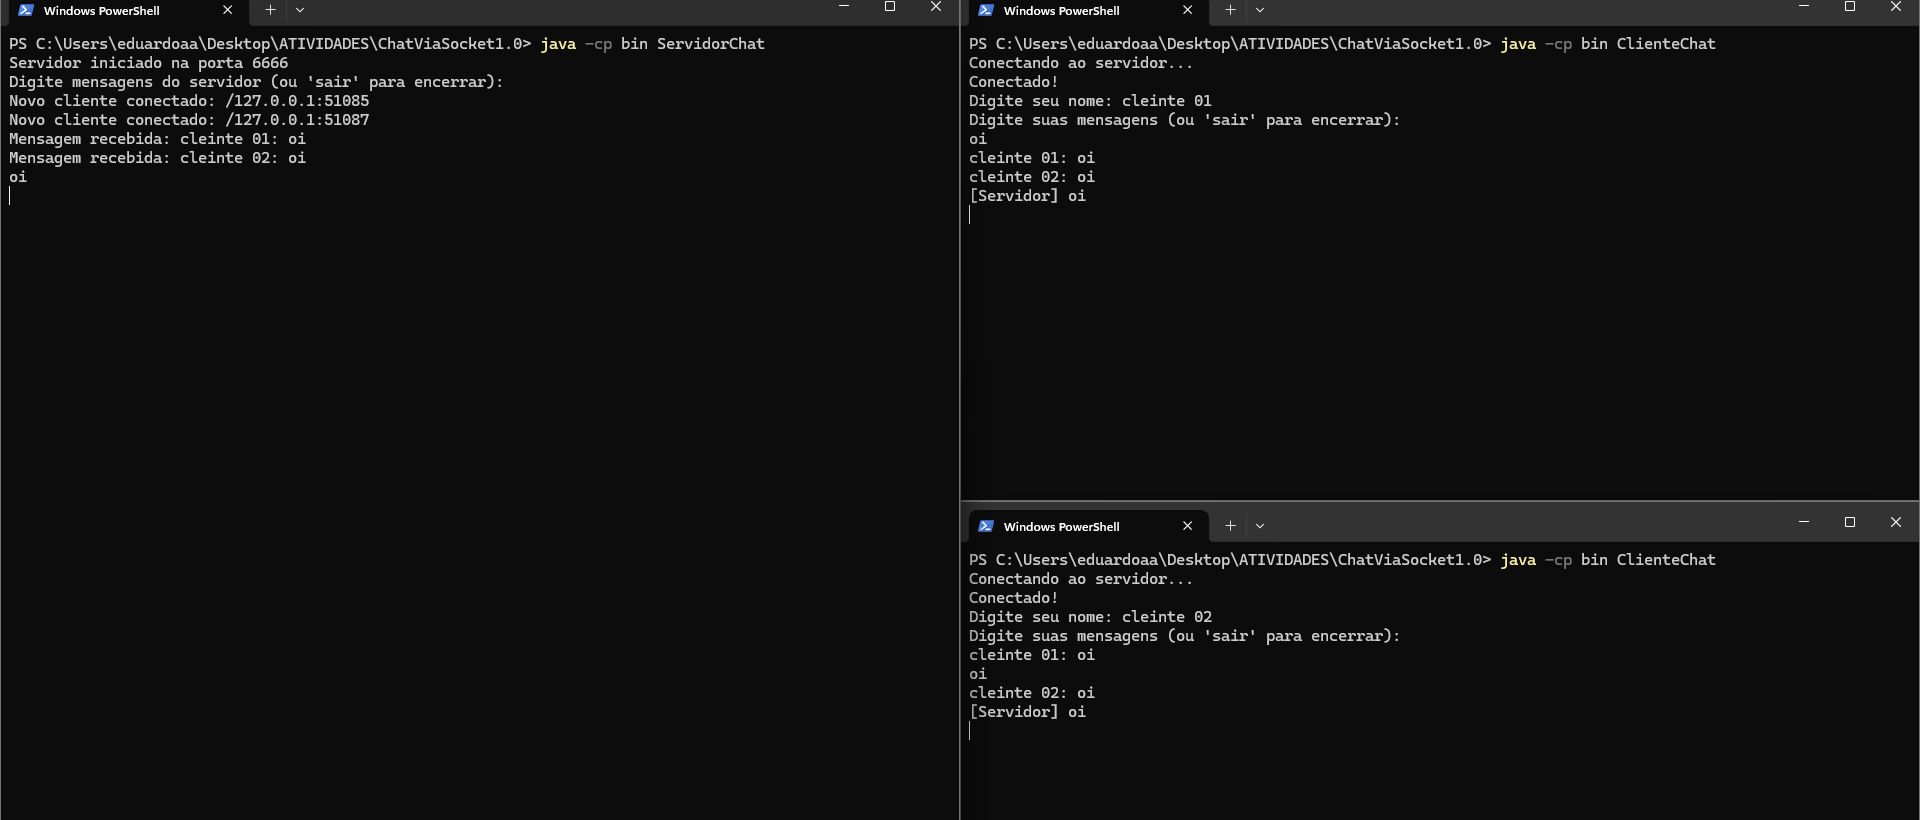 Windows PowerShell
PS C:\Users\eduardoaa\Desktop\ATIVIDADES\ChatViaSocket1.0> java -cp bin ServidorChat
Servidor iniciado na porta 6666
Digite mensagens do servidor (ou 'sair' para encerrar):
Novo cliente conectado: /127.0.0.1:51085
Novo cliente conectado: /127.0.0.1:51087
Mensagem recebida: cleinte 01: oi
Mensagem recebida: cleinte 02: oi
oi
Windows PowerShell
PS C:\Users\eduardoaa\Desktop\ATIVIDADES\ChatViaSocket1.0> java -cp bin ClienteChat
Conectando ao servidor...
Conectado!
Digite seu nome: cleinte 01
Digite suas mensagens (ou 'sair' para encerrar):
oi
cleinte 01: oi
cleinte 02: oi
[Servidor] oi
Windows PowerShell
PS C:\Users\eduardoaa\Desktop\ATIVIDADES\ChatViaSocket1.0> java -cp bin ClienteChat
Conectando ao servidor...
Conectado!
Digite seu nome: cleinte 02
Digite suas mensagens (ou 'sair' para encerrar):
cleinte 01: oi
oi
cleinte 02: oi
[Servidor] oi